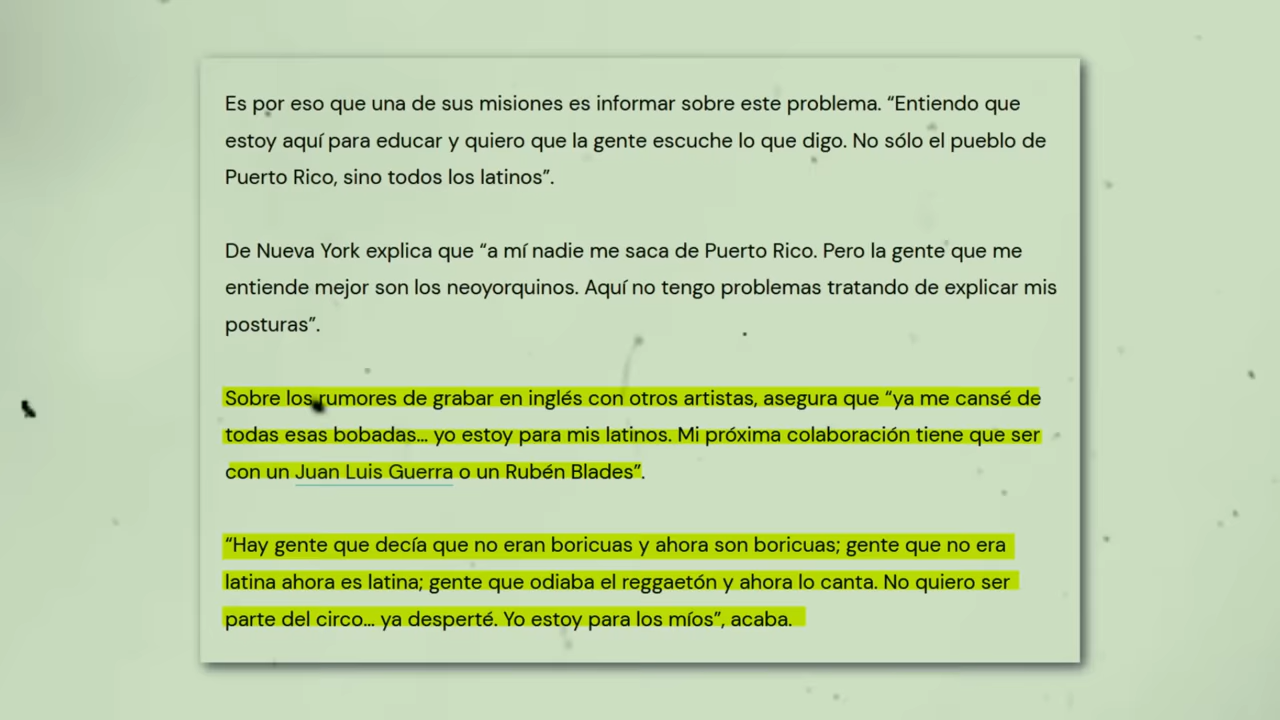 Es por eso que una de sus misiones es informar sobre este problema. “Entiendo que
estoy aquí para educar y quiero que la gente escuche lo que digo. No sólo el pueblo de
Puerto Rico, sino todos los latinos”.
De Nueva York explica que “a mí nadie me saca de Puerto Rico. Pero la gente que me
entiende mejor son los neoyorquinos. Aquí no tengo problemas tratando de explicar mis
posturas”.
Sobre los rumores de grabar en inglés con otros artistas, asegura que “ya me cansé de
todas esas bobadas... yo estoy para mis latinos. Mi próxima colaboración tiene que ser
con un Juan Luis Guerra o un Rubén Blades”.
“Hay gente que decía que no eran boricuas y ahora son boricuas; gente que no era
latina ahora es latina; gente que odiaba el reggaetón y ahora lo canta. No quiero ser
parte del circo... ya desperté. Yo estoy para los míos”, acaba.